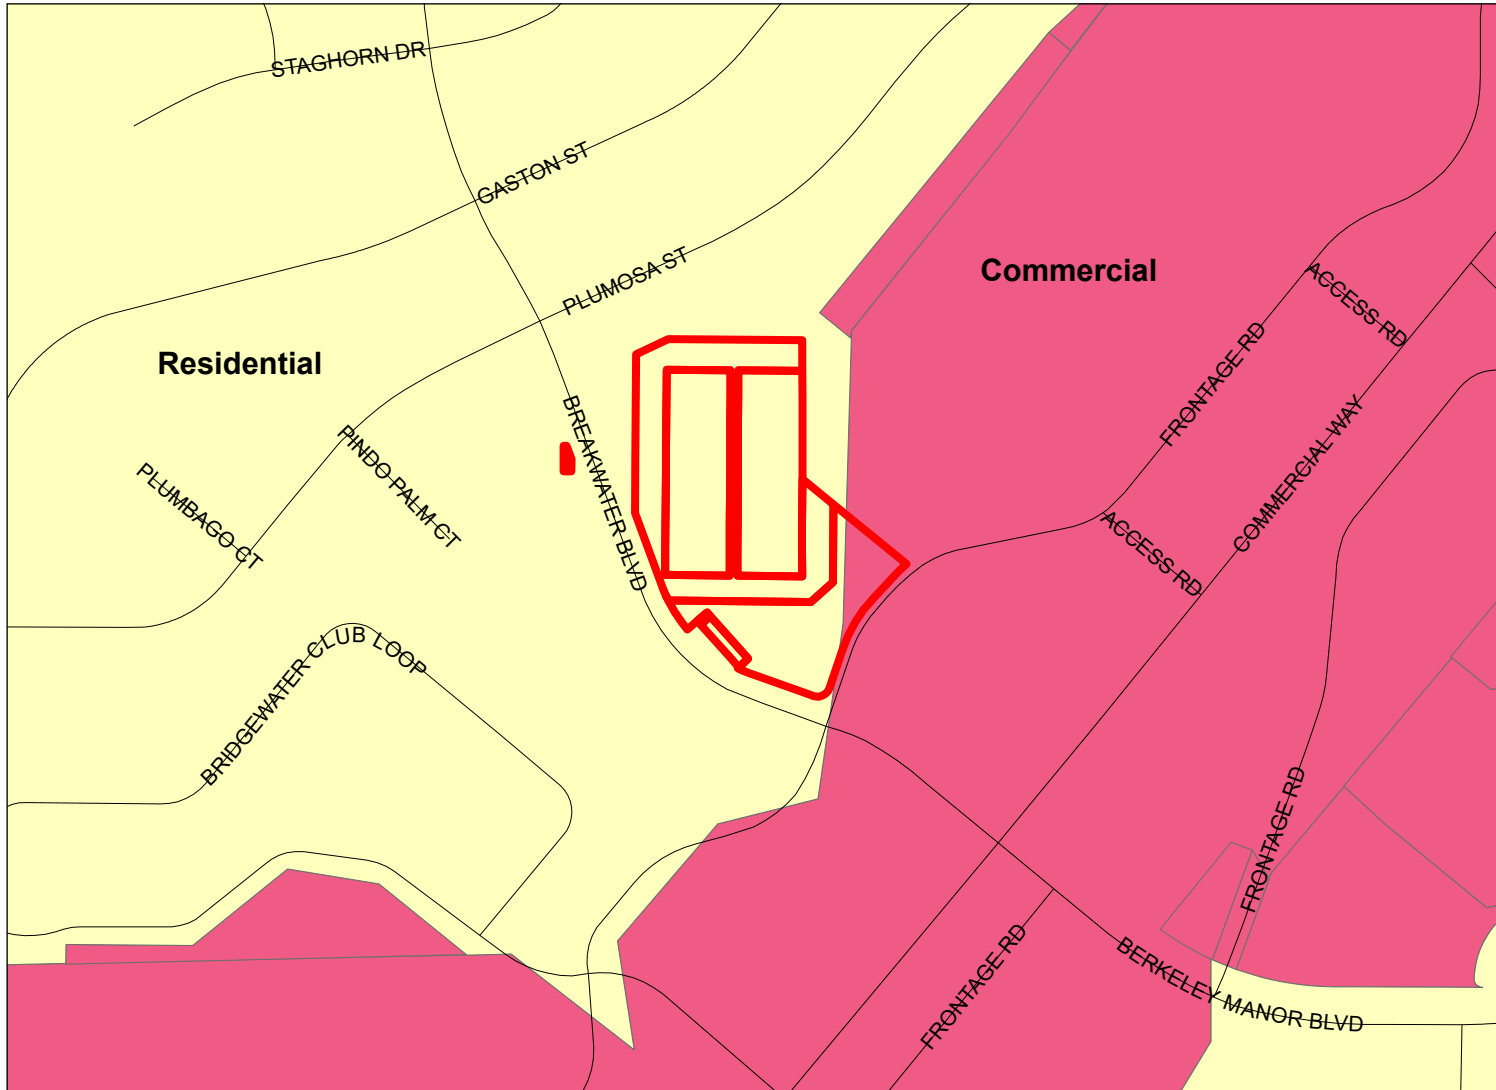 STAGHORN DR
GASTON ST
PLUMOSA ST
Commercial
ACCESS RD
Residential
FRONTAGE RD
BREAKWATER BLVD
COMMERCIAL WAY
PINDO PALM CT
PLUMBAGO CT
ACCESS RD
BRIDGEWATER CLUB LOOP
FRONTAGE RD
FRONTAGE RD
BERKELEY MANOR BLVD